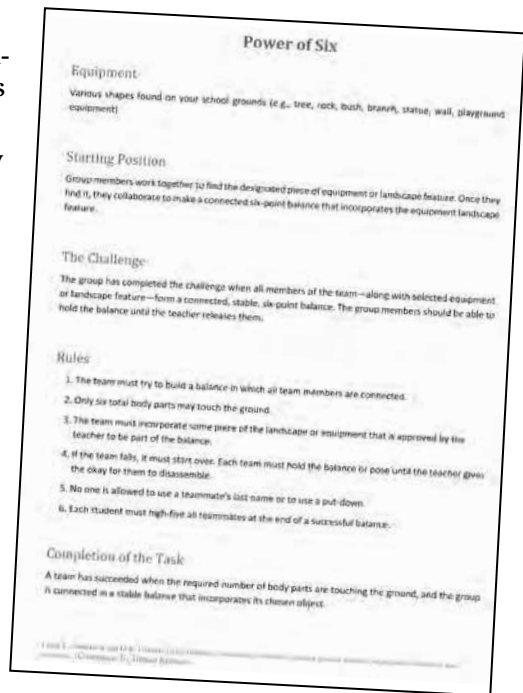 Power of Six
Equipment
Various shapes found on your school grounds (e.g., tree, rock, bush, branch, statue, wall, playground
equipment)
Starting Position
Group members work together to find the designated piece of equipment or landscape feature. Once they
find it, they collaborate to make a connected six-point balance that incorporates the equipment landscape
feature.
The Challenge
The group has completed the challenge when all members of the team—along with selected equipment
or landscape feature—form a connected, stable, six-point balance. The group members should be able to
hold the balance until the teacher releases them.
Rules
1. The team must try to build a balance in which all team members are connected.
2. Only six total body parts may touch the ground.
3. The team must incorporate some piece of the landscape or equipment that is approved by the
teacher to be part of the balance.
4. If the team falls, it must start over. Each team must hold the balance or pose until the teacher gives
the okay for them to disassemble.
5. No one is allowed to use a teammate's last name or to use a put-down.
6. Each student must high-five all teammates at the end of a successful balance.
Completion of the Task
A team has succeeded when the required number of body parts are touching the ground, and the group
is connected in a stable balance that incorporates its chosen object.